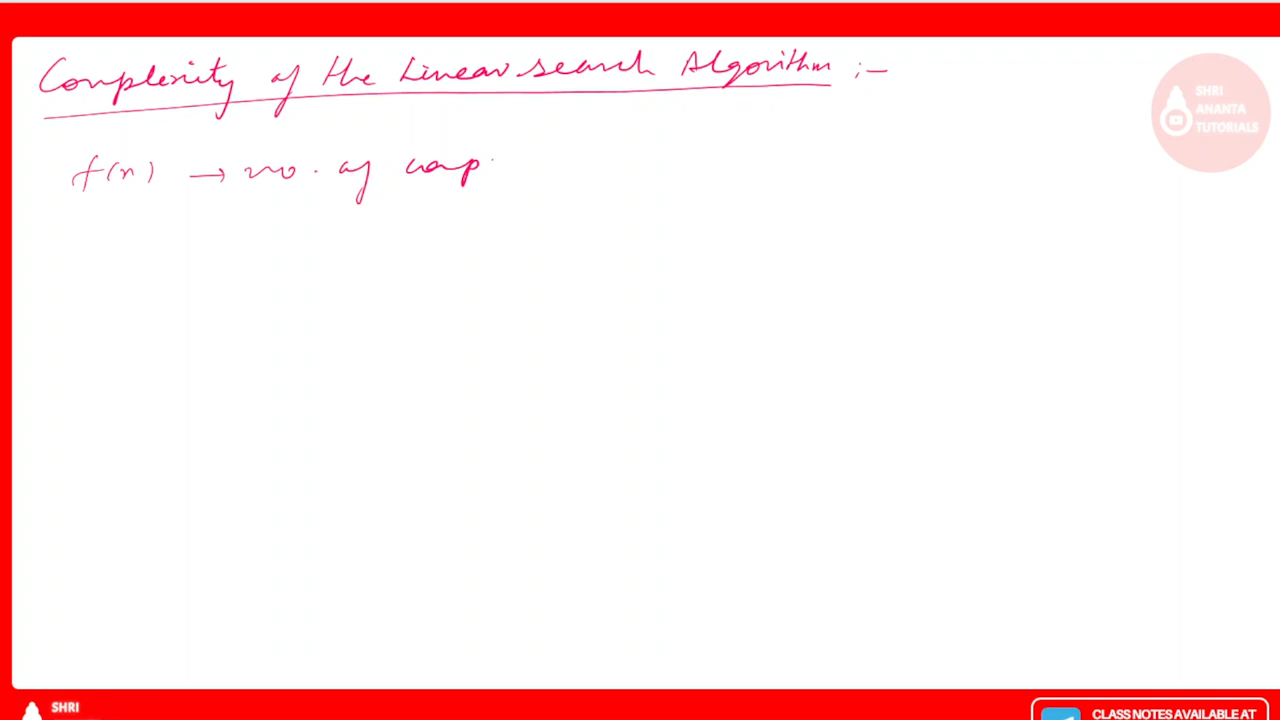 Complexity of the Linear search Algorithm :-
SHRI
ANANTA
TUTORIALS
f(n) → no. of comp.
SHRI
CLASS NOTES AVAILABLE AT